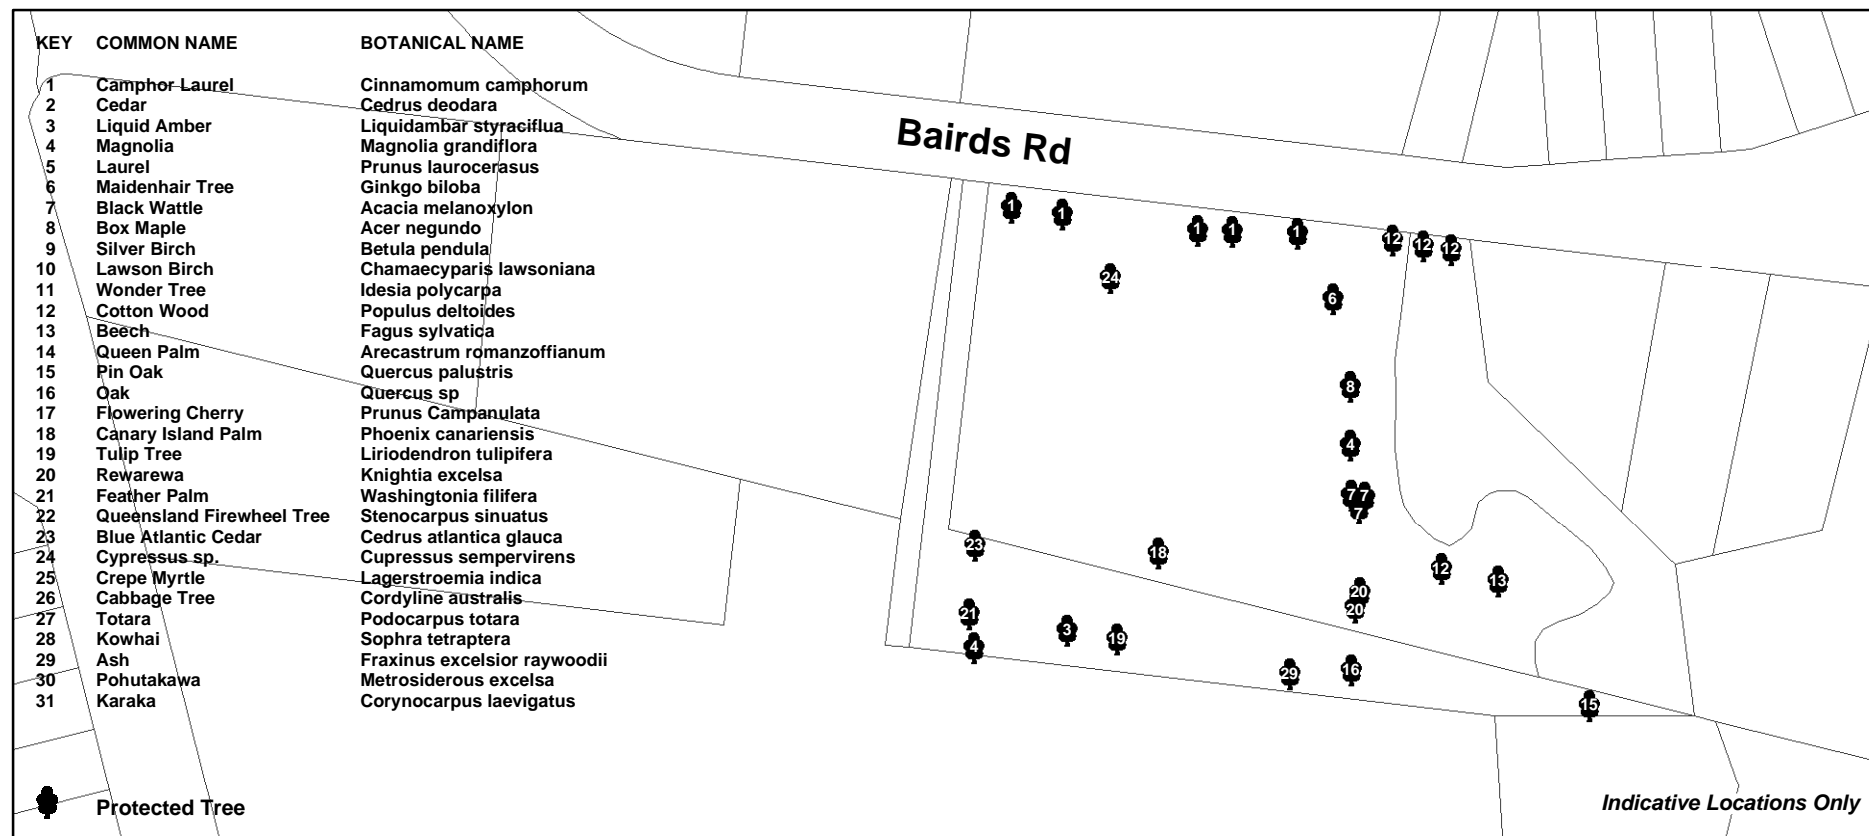 KEY COMMON NAME BOTANICAL NAME
1 Camphor Laurel Cinnamomum camphorum
2 Cedar Cedrus deodara
3 Liquid Amber Liquidambar styraciflua
4 Magnolia Magnolia grandiflora
5 Laurel Prunus laurocerasus
6 Maidenhair Tree Ginkgo biloba
7 Black Wattle Acacia melanoxylon
8 Box Maple Acer negundo
9 Silver Birch Betula pendula
10 Lawson Birch Chamaecyparis lawsoniana
11 Wonder Tree Idesia polycarpa
12 Cotton Wood Populus deltoides
13 Beech Fagus sylvatica
14 Queen Palm Arecastrum romanzoffianum
15 Pin Oak Quercus palustris
16 Oak Quercus sp
17 Flowering Cherry Prunus Campanulata
18 Canary Island Palm Phoenix canariensis
19 Tulip Tree Liriodendron tulipifera
20 Rewarewa Knightia excelsa
21 Feather Palm Washingtonia filifera
22 Queensland Firewheel Tree Stenocarpus sinuatus
23 Blue Atlantic Cedar Cedrus atlantica glauca
24 Cypressus sp. Cupressus sempervirens
25 Crepe Myrtle Lagerstroemia indica
26 Cabbage Tree Cordyline australis
27 Totara Podocarpus totara
28 Kowhai Sophra tetraptera
29 Ash Fraxinus excelsior raywoodii
30 Pohutakawa Metrosiderous excelsa
31 Karaka Corynocarpus laevigatus
Protected Tree
Bairds Rd
1 1 1 1 1 12 12 12
24
6
8
4
7 7
7
23 18 12 13
20
20
21 3 19
4 29 16
15
Indicative Locations Only